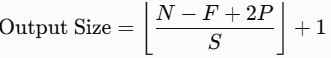 Output Size = ⌊(N − F + 2P) / S⌋ + 1